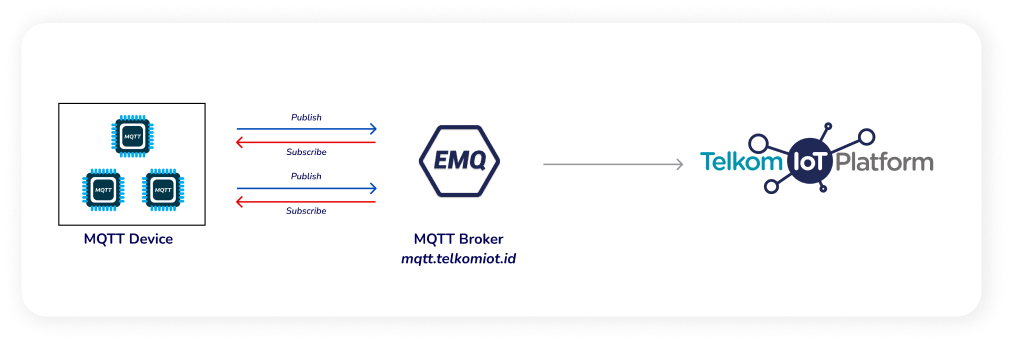 MQTT
MQTT
MQTT
MQTT Device
Publish
Subscribe
Publish
Subscribe
EMQ
MQTT Broker
mqtt.telkomiot.id
Telkom IoT Platform